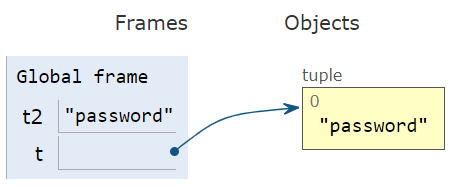 Frames Objects
Global frame
t2 "password"
t
tuple
0
"password"